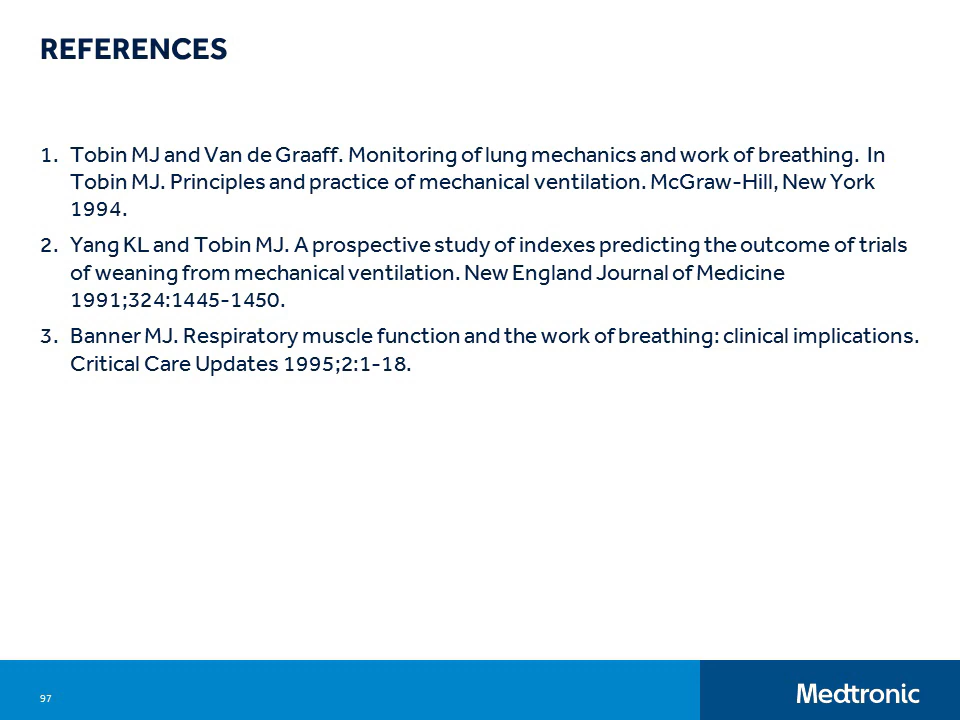 REFERENCES
1. Tobin MJ and Van de Graaff. Monitoring of lung mechanics and work of breathing. In
Tobin MJ. Principles and practice of mechanical ventilation. McGraw-Hill, New York
1994.
2. Yang KL and Tobin MJ. A prospective study of indexes predicting the outcome of trials
of weaning from mechanical ventilation. New England Journal of Medicine
1991;324:1445-1450.
3. Banner MJ. Respiratory muscle function and the work of breathing: clinical implications.
Critical Care Updates 1995;2:1-18.
97
Medtronic